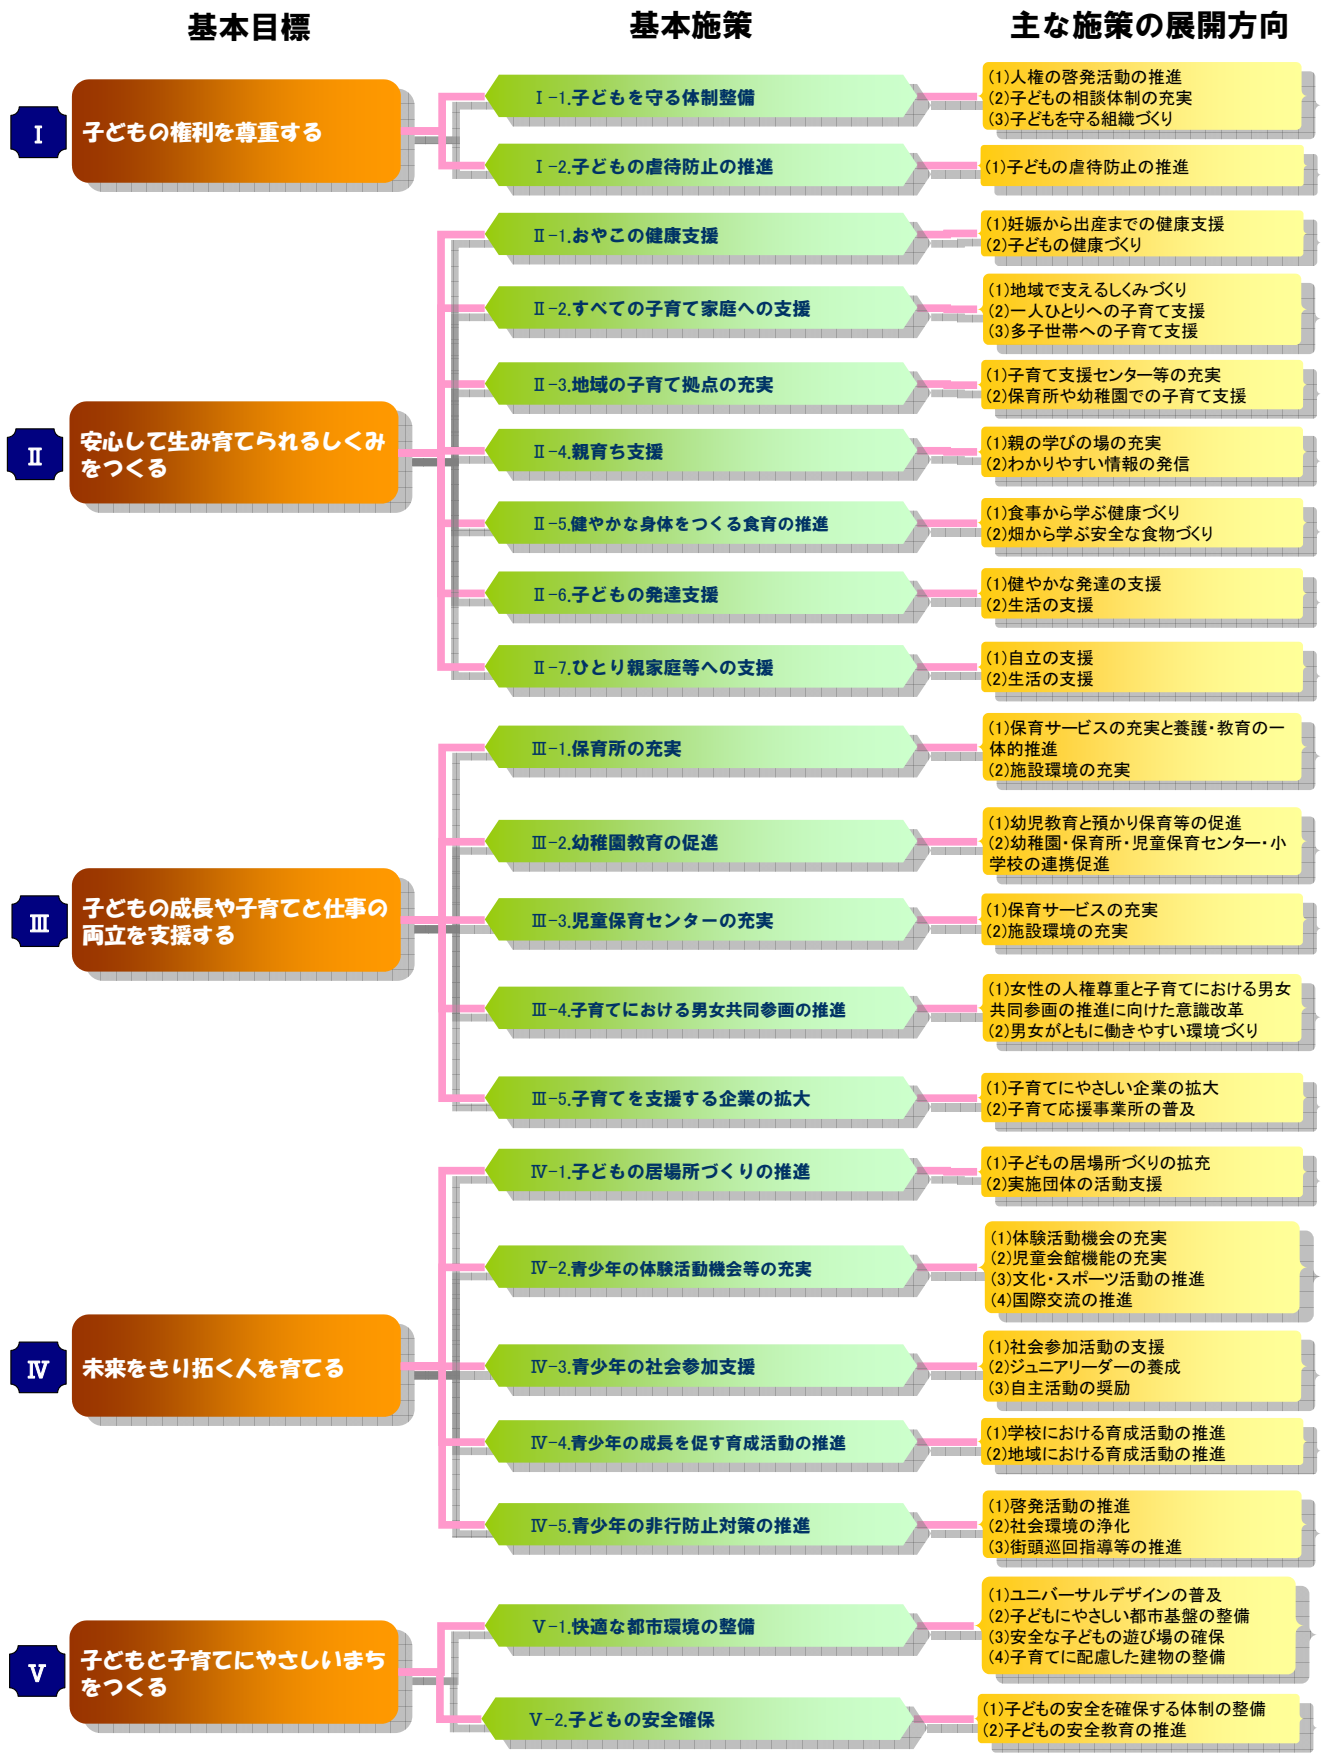 基本目標
基本施策
主な施策の展開方向
Ⅰ
子どもの権利を尊重する
Ⅰ-1.子どもを守る体制整備
(1)人権の啓発活動の推進
(2)子どもの相談体制の充実
(3)子どもを守る組織づくり
Ⅰ-2.子どもの虐待防止の推進
(1)子どもの虐待防止の推進
Ⅱ
安心して生み育てられるしくみ
をつくる
Ⅱ-1.おやこの健康支援
(1)妊娠から出産までの健康支援
(2)子どもの健康づくり
Ⅱ-2.すべての子育て家庭への支援
(1)地域で支えるしくみづくり
(2)一人ひとりへの子育て支援
(3)多子世帯への子育て支援
Ⅱ-3.地域の子育て拠点の充実
(1)子育て支援センター等の充実
(2)保育所や幼稚園での子育て支援
Ⅱ-4.親育ち支援
(1)親の学びの場の充実
(2)わかりやすい情報の発信
Ⅱ-5.健やかな身体をつくる食育の推進
(1)食事から学ぶ健康づくり
(2)畑から学ぶ安全な食物づくり
Ⅱ-6.子どもの発達支援
(1)健やかな発達の支援
(2)生活の支援
Ⅱ-7.ひとり親家庭等への支援
(1)自立の支援
(2)生活の支援
Ⅲ
子どもの成長や子育てと仕事の
両立を支援する
Ⅲ-1.保育所の充実
(1)保育サービスの充実と養護・教育の一
体的推進
(2)施設環境の充実
Ⅲ-2.幼稚園教育の促進
(1)幼児教育と預かり保育等の促進
(2)幼稚園・保育所・児童保育センター・小
学校の連携促進
Ⅲ-3.児童保育センターの充実
(1)保育サービスの充実
(2)施設環境の充実
Ⅲ-4.子育てにおける男女共同参画の推進
(1)女性の人権尊重と子育てにおける男女
共同参画の推進に向けた意識改革
(2)男女がともに働きやすい環境づくり
Ⅲ-5.子育てを支援する企業の拡大
(1)子育てにやさしい企業の拡大
(2)子育て応援事業所の普及
Ⅳ
未来をきり拓く人を育てる
Ⅳ-1.子どもの居場所づくりの推進
(1)子どもの居場所づくりの拡充
(2)実施団体の活動支援
Ⅳ-2.青少年の体験活動機会等の充実
(1)体験活動機会の充実
(2)児童会館機能の充実
(3)文化・スポーツ活動の推進
(4)国際交流の推進
Ⅳ-3.青少年の社会参加支援
(1)社会参加活動の支援
(2)ジュニアリーダーの養成
(3)自主活動の奨励
Ⅳ-4.青少年の成長を促す育成活動の推進
(1)学校における育成活動の推進
(2)地域における育成活動の推進
Ⅳ-5.青少年の非行防止対策の推進
(1)啓発活動の推進
(2)社会環境の浄化
(3)街頭巡回指導等の推進
Ⅴ
子どもと子育てにやさしいまち
をつくる
Ⅴ-1.快適な都市環境の整備
(1)ユニバーサルデザインの普及
(2)子どもにやさしい都市基盤の整備
(3)安全な子どもの遊び場の確保
(4)子育てに配慮した建物の整備
Ⅴ-2.子どもの安全確保
(1)子どもの安全を確保する体制の整備
(2)子どもの安全教育の推進